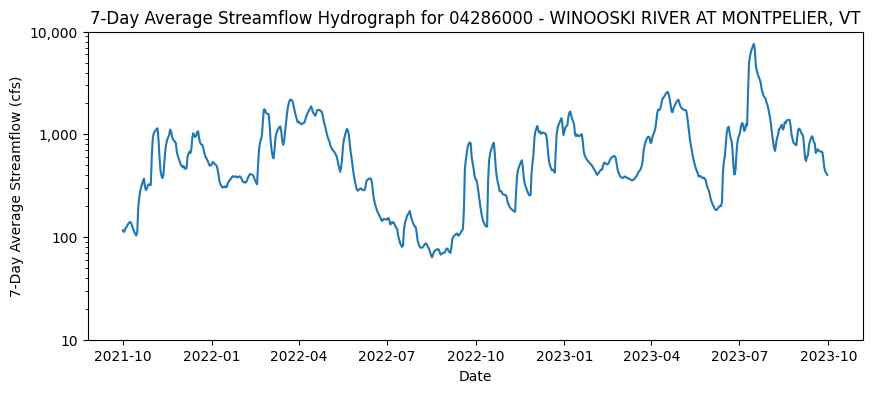 7-Day Average Streamflow Hydrograph for 04286000 - WINOOSKI RIVER AT MONTPELIER, VT
7-Day Average Streamflow (cfs)
10,000
1,000
100
10
2021-10 2022-01 2022-04 2022-07 2022-10 2023-01 2023-04 2023-07 2023-10
Date